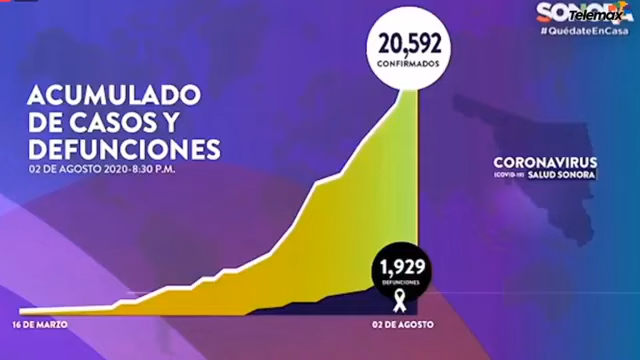 SONORA
Telemax
#QuédateEnCasa
20,592
CONFIRMADOS
ACUMULADO
DE CASOS Y
DEFUNCIONES
02 DE AGOSTO 2020-8:30 P.M.
CORONAVIRUS
(COVID-19) SALUD SONORA
1,929
DEFUNCIONES
16 DE MARZO
02 DE AGOSTO